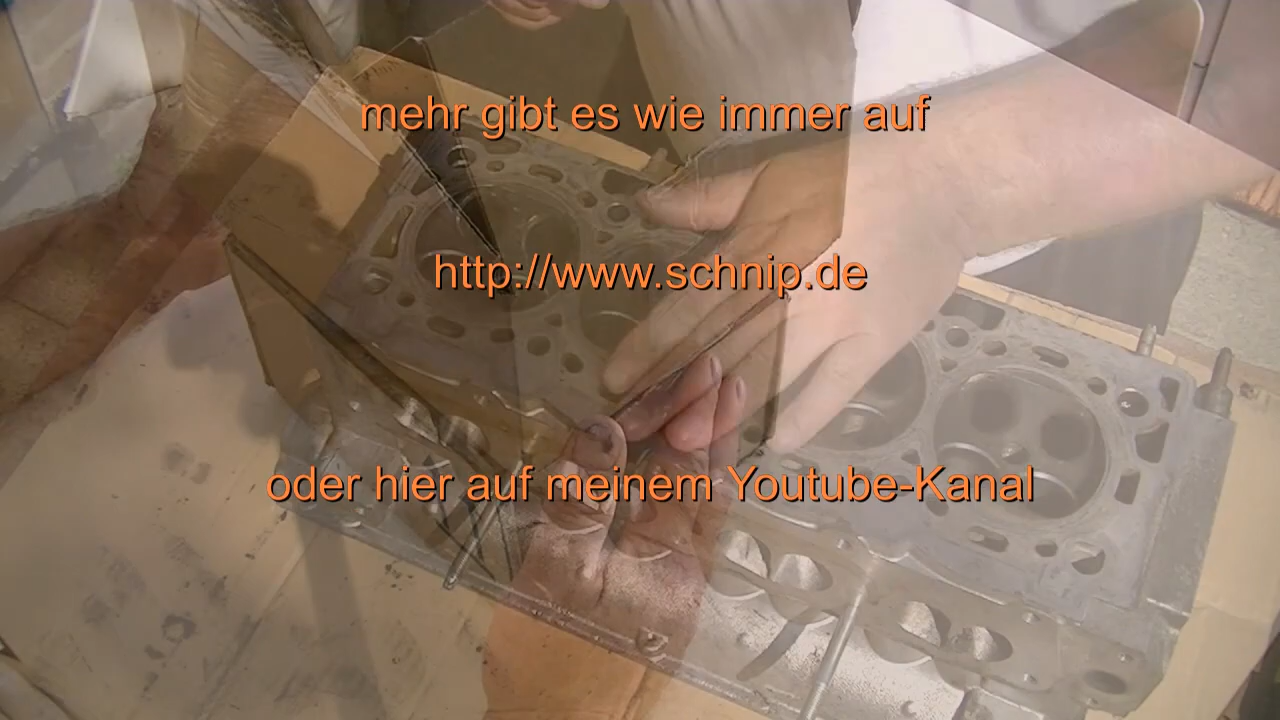 mehr gibt es wie immer auf
http://www.schnip.de
oder hier auf meinem Youtube-Kanal